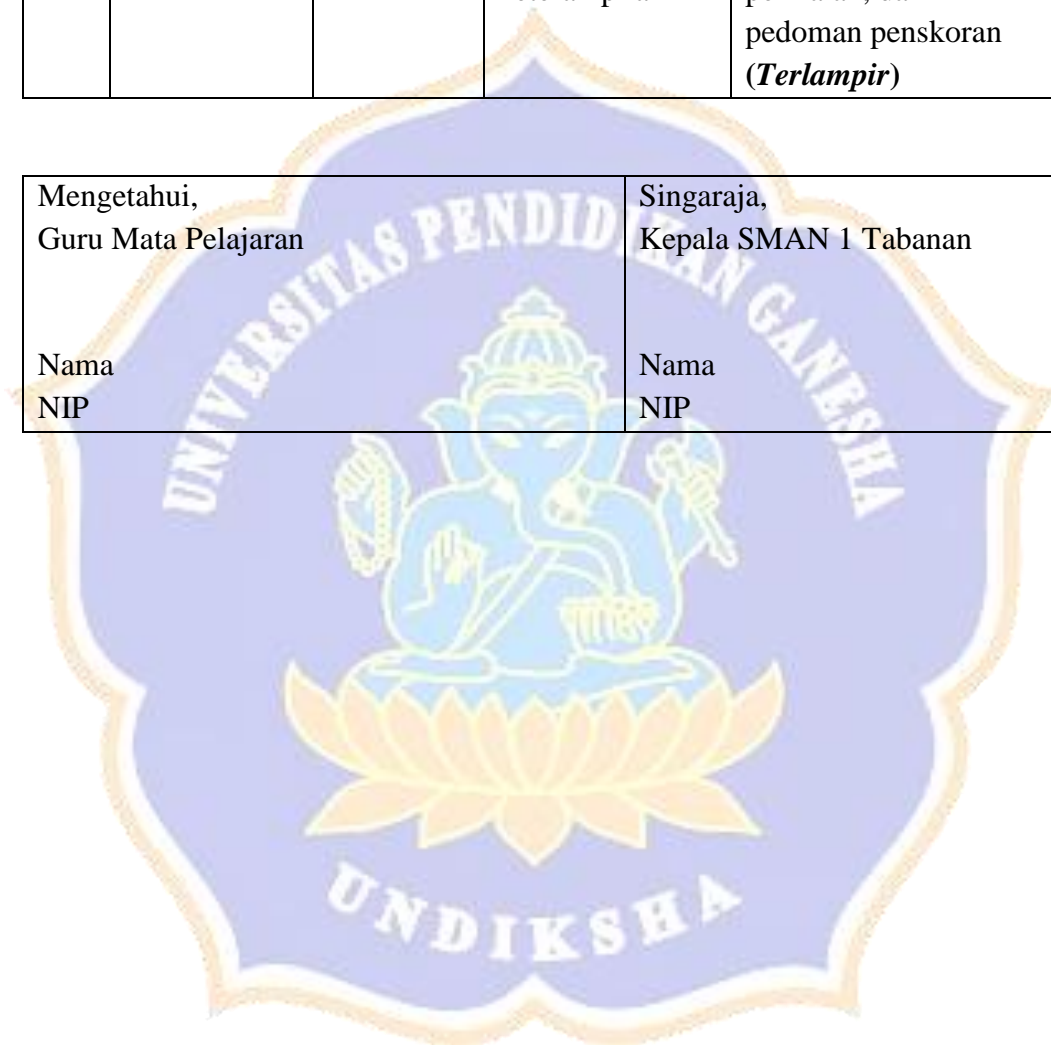 pedoman penskoran
(Terlampir)
Mengetahui,
Guru Mata Pelajaran
Nama
NIP
Singaraja,
Kepala SMAN 1 Tabanan
Nama
NIP
UNIVERSITAS PENDIDIKAN GANESHA
UNDIKSHA